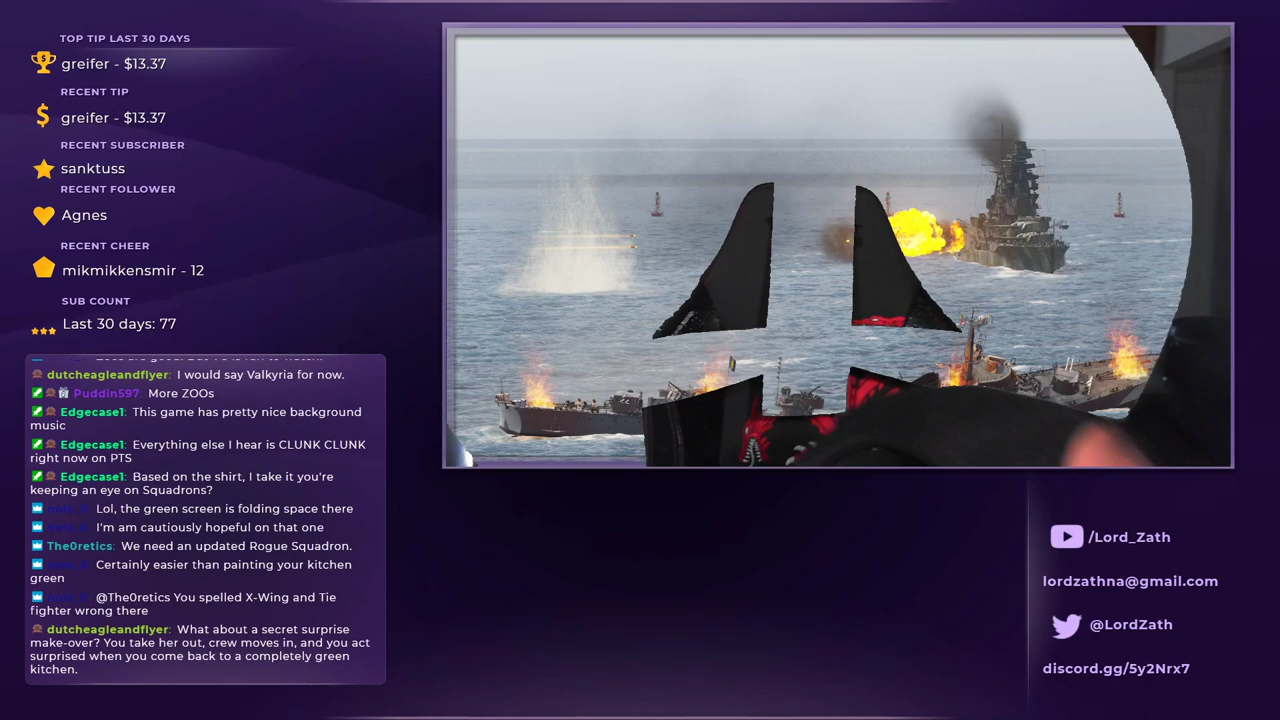 TOP TIP LAST 30 DAYS
greifer - $13.37
RECENT TIP
greifer - $13.37
RECENT SUBSCRIBER
sanktuss
RECENT FOLLOWER
Agnes
RECENT CHEER
mikmikkensmir - 12
SUB COUNT
Last 30 days: 77
dutcheagleandflyer: I would say Valkyria for now.
Puddin597: More ZOOs
Edgecase1: This game has pretty nice background
music
Edgecase1: Everything else I hear is CLUNK CLUNK
right now on PTS
Edgecase1: Based on the shirt, I take it you're
keeping an eye on Squadrons?
Lol, the green screen is folding space there
I'm am cautiously hopeful on that one
The0retics: We need an updated Rogue Squadron.
Certainly easier than painting your kitchen
green
@The0retics You spelled X-Wing and Tie
fighter wrong there
dutcheagleandflyer: What about a secret surprise
make-over? You take her out, crew moves in, and you act
surprised when you come back to a completely green
kitchen.
/Lord_Zath
lordzathna@gmail.com
@LordZath
discord.gg/5y2Nrx7